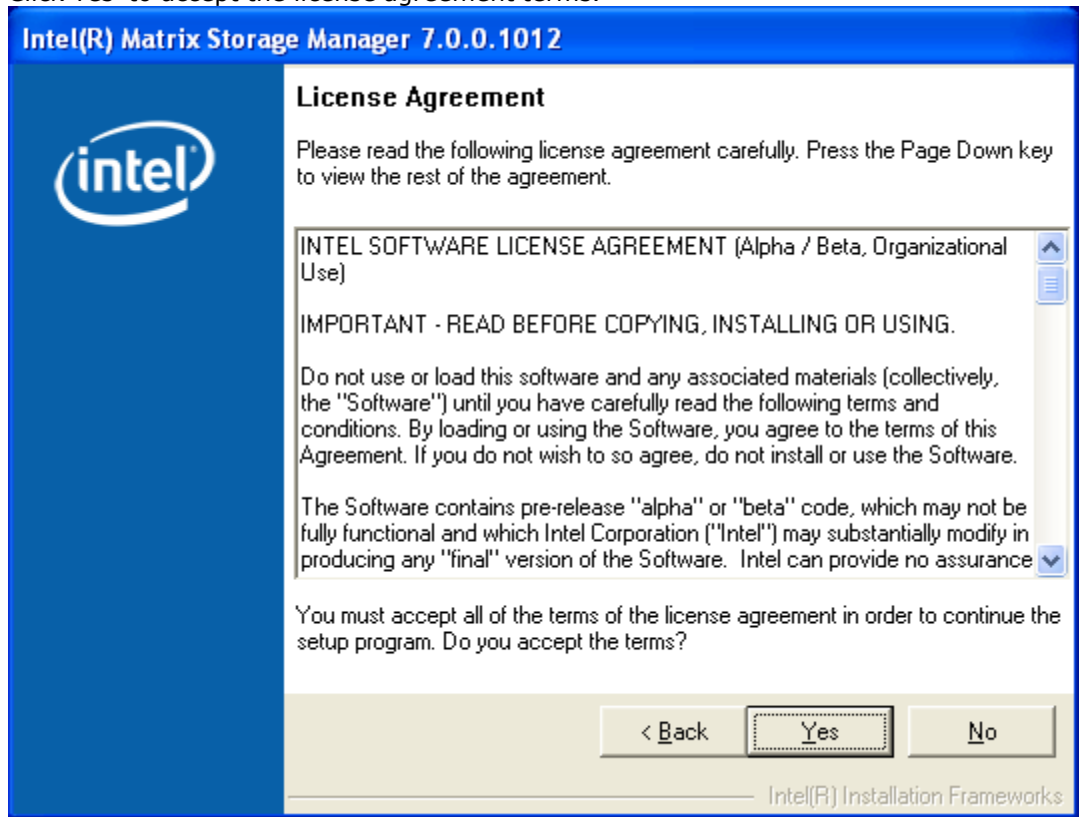 Click 'Yes' to accept the license agreement terms.
Intel(R) Matrix Storage Manager 7.0.0.1012
intel
License Agreement
Please read the following license agreement carefully. Press the Page Down key
to view the rest of the agreement.
INTEL SOFTWARE LICENSE AGREEMENT (Alpha / Beta, Organizational
Use)
IMPORTANT - READ BEFORE COPYING, INSTALLING OR USING.
Do not use or load this software and any associated materials (collectively,
the "Software") until you have carefully read the following terms and
conditions. By loading or using the Software, you agree to the terms of this
Agreement. If you do not wish to so agree, do not install or use the Software.
The Software contains pre-release "alpha" or "beta" code, which may not be
fully functional and which Intel Corporation ("Intel") may substantially modify in
producing any "final" version of the Software.  Intel can provide no assurance
You must accept all of the terms of the license agreement in order to continue the
setup program. Do you accept the terms?
< Back
Yes
No
Intel(R) Installation Frameworks